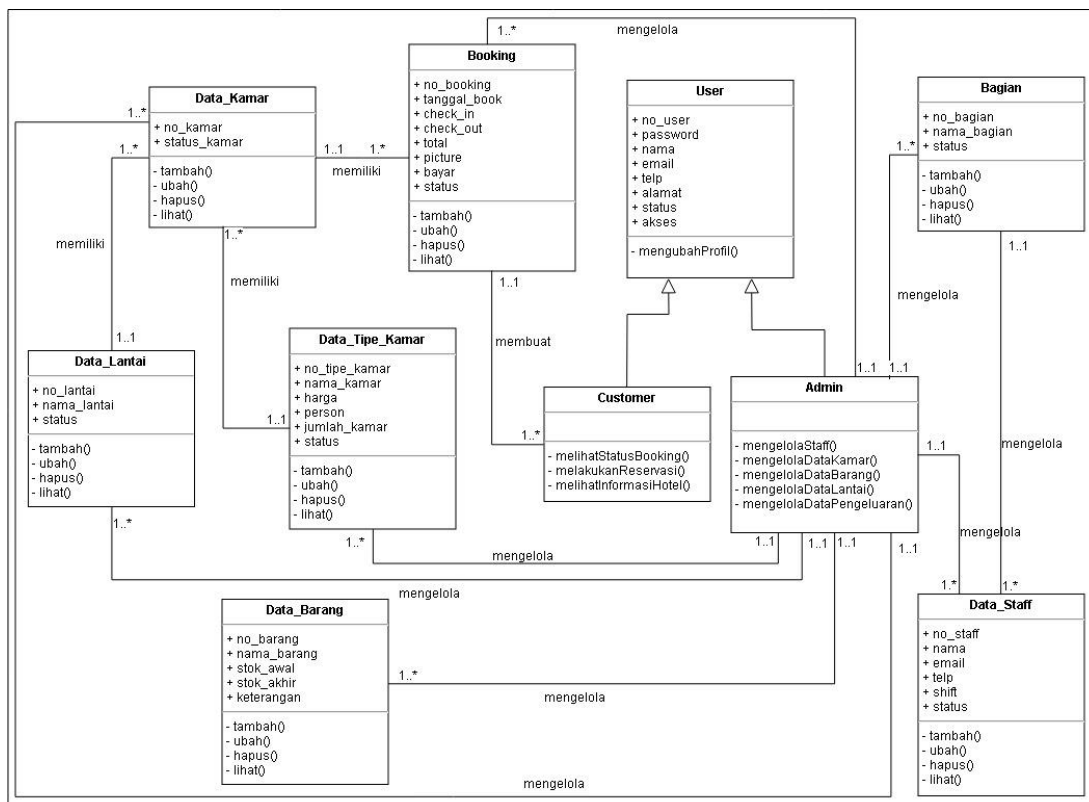 1..*
mengelola
Booking
+ no_booking
+ tanggal_book
+ check_in
+ check_out
+ total
+ picture
+ bayar
+ status
- tambah()
- ubah()
- hapus()
- lihat()
User
+ no_user
+ password
+ nama
+ email
+ telp
+ alamat
+ status
+ akses
- mengubahProfil()
Bagian
+ no_bagian
+ nama_bagian
+ status
- tambah()
- ubah()
- hapus()
- lihat()
Data_Kamar
+ no_kamar
+ status_kamar
- tambah()
- ubah()
- hapus()
- lihat()
1..*
1..*
1..1
1..*
memiliki
1..*
1..*
1..1
memiliki
memiliki
1..1
mengelola
membuat
1..1
Data_Lantai
+ no_lantai
+ nama_lantai
+ status
- tambah()
- ubah()
- hapus()
- lihat()
1..*
Data_Tipe_Kamar
+ no_tipe_kamar
+ nama_kamar
+ harga
+ person
+ jumlah_kamar
+ status
- tambah()
- ubah()
- hapus()
- lihat()
1..1
1..*
Customer
- melihatStatusBooking()
- melakukanReservasi()
- melihatInformasiHotel()
1..*
1..1
1..1
Admin
- mengelolaStaff()
- mengelolaDataKamar()
- mengelolaDataBarang()
- mengelolaDataLantai()
- mengelolaDataPengeluaran()
1..1
mengelola
mengelola
1..1
1..1
1..1
1..1
mengelola
mengelola
1..*
1..*
Data_Barang
+ no_barang
+ nama_barang
+ stok_awal
+ stok_akhir
+ keterangan
- tambah()
- ubah()
- hapus()
- lihat()
1..*
mengelola
Data_Staff
+ no_staff
+ nama
+ email
+ telp
+ shift
+ status
- tambah()
- ubah()
- hapus()
- lihat()
mengelola